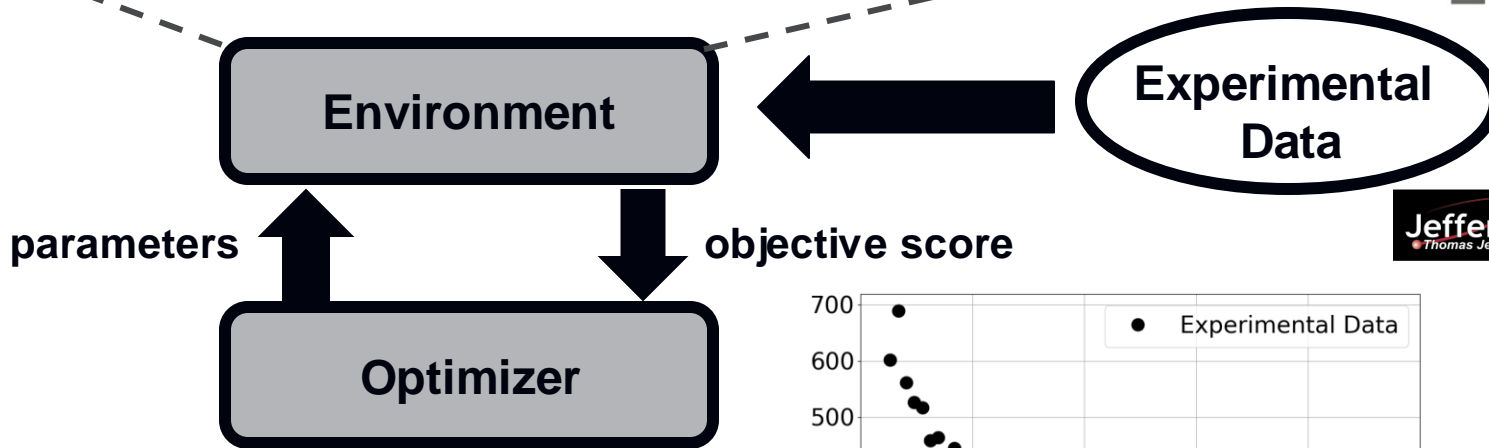 Environment
Experimental
Data
parameters
objective score
Optimizer
700
Experimental Data
600
500